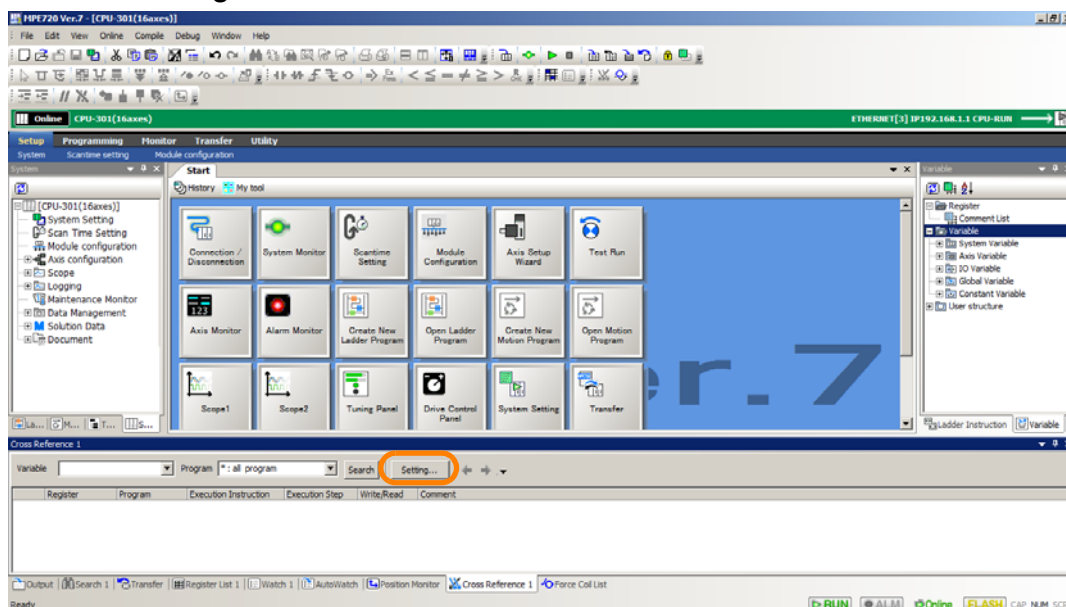 MPE720 Ver.7 - [CPU-301(16axes)]
File Edit View Online Compile Debug Window Help
Online CPU-301(16axes) ETHERNET[3] IP192.168.1.1 CPU-RUN
Setup Programming Monitor Transfer Utility
System Scantime setting Module configuration
System Start Variable
History My tool
[CPU-301(16axes)]
System Setting
Scan Time Setting
Module configuration
Axis configuration
Scope
Logging
Maintenance Monitor
Data Management
Solution Data
Document
Connection / Disconnection
System Monitor
Scantime Setting
Module Configuration
Axis Setup Wizard
Test Run
Axis Monitor
Alarm Monitor
Create New Ladder Program
Open Ladder Program
Create New Motion Program
Open Motion Program
Scope1
Scope2
Tuning Panel
Drive Control Panel
System Setting
Transfer
er.7
Register
Comment List
Variable
System Variable
Axis Variable
IO Variable
Global Variable
Constant Variable
User structure
La... M... T... S...
Ladder Instruction Variable
Cross Reference 1
Variable Program * : all program Search Setting...
Register Program Execution Instruction Execution Step Write/Read Comment
Output Search 1 Transfer Register List 1 Watch 1 AutoWatch Position Monitor Cross Reference 1 Force Coil List
Ready RUN ALM Online FLASH CAP NUM